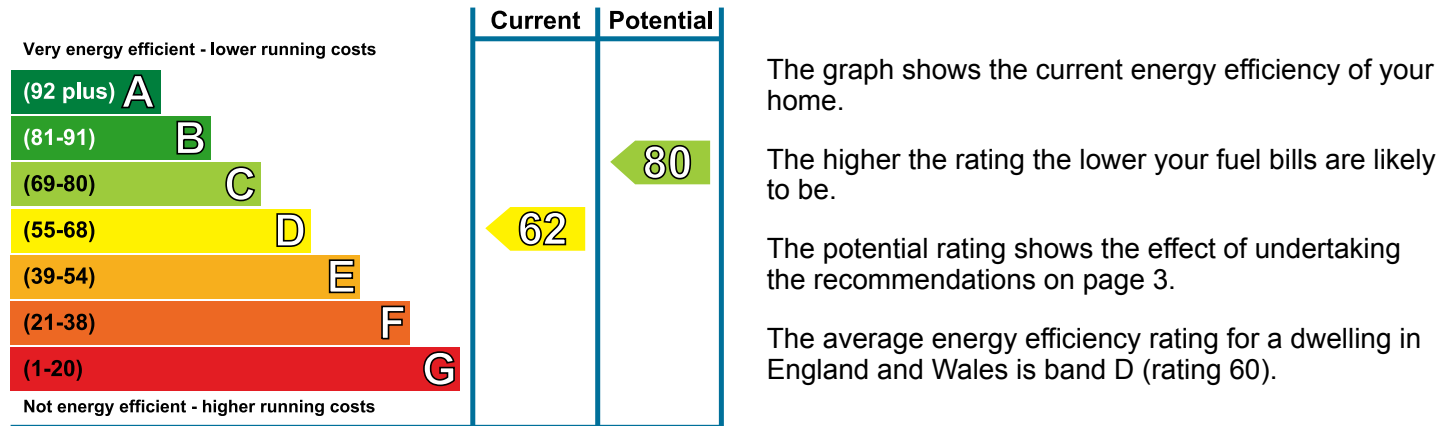 Current Potential
Very energy efficient - lower running costs
(92 plus) A
(81-91) B
(69-80) C
(55-68) D
(39-54) E
(21-38) F
(1-20) G
Not energy efficient - higher running costs
62
80
The graph shows the current energy efficiency of your
home.
The higher the rating the lower your fuel bills are likely
to be.
The potential rating shows the effect of undertaking
the recommendations on page 3.
The average energy efficiency rating for a dwelling in
England and Wales is band D (rating 60).